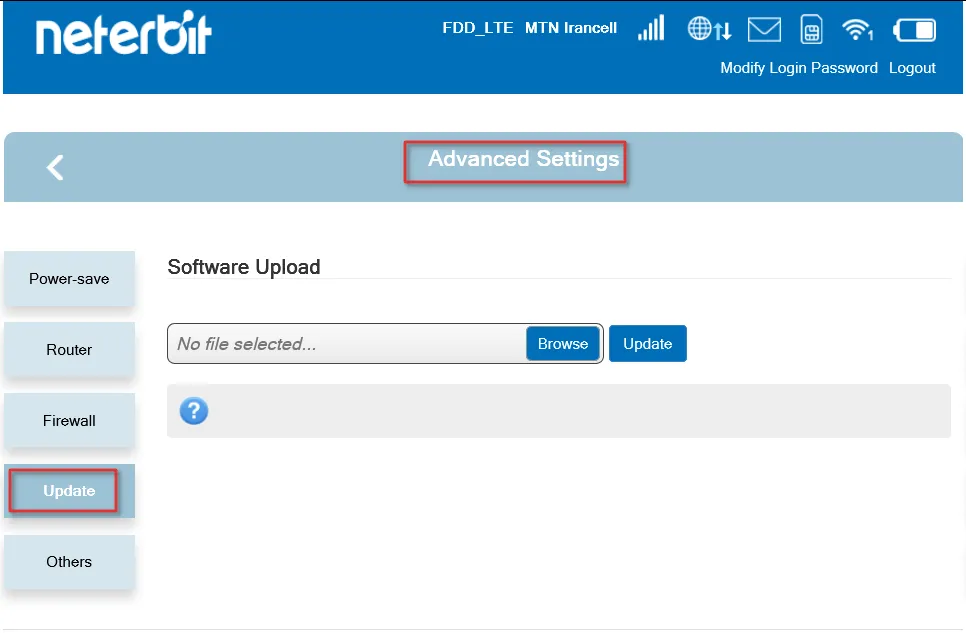 neterbit
FDD_LTE MTN Irancell
1
Modify Login Password Logout
Advanced Settings
Power-save
Router
Firewall
Update
Others
Software Upload
No file selected... Browse Update
?